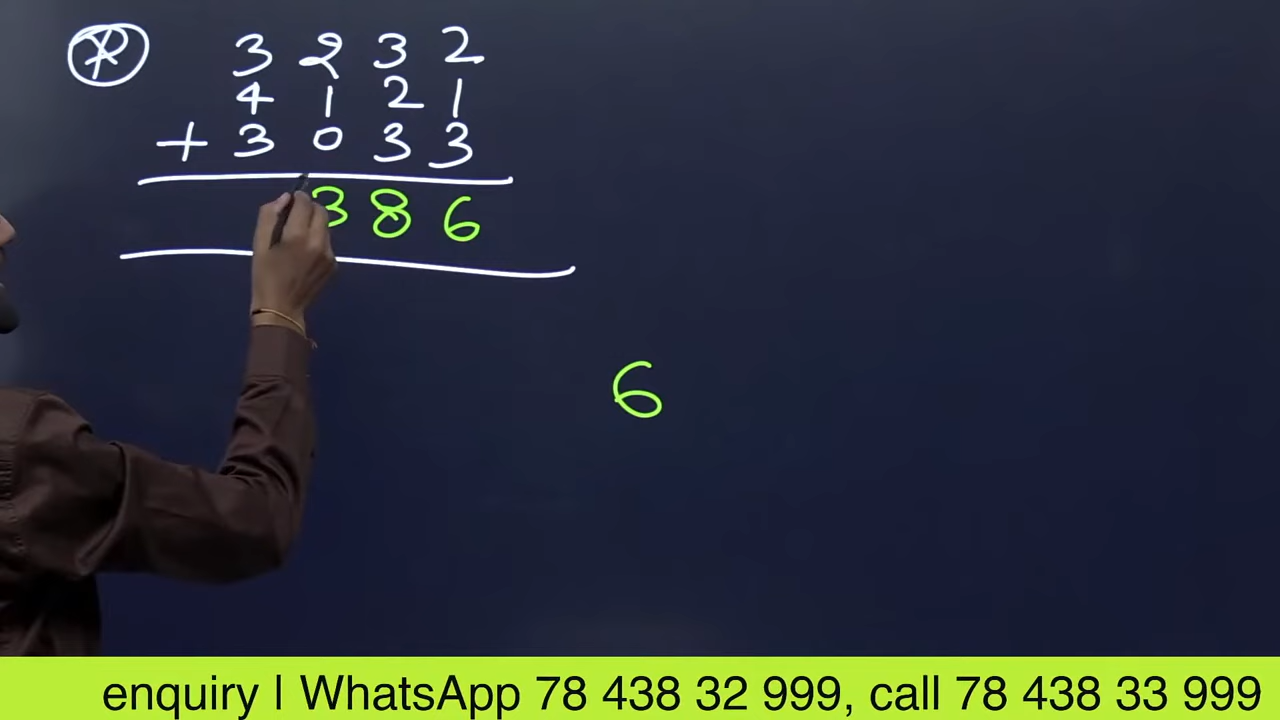 * 3 2 3 2
4 1 2 1
+ 3 0 3 3
3 8 6
6
enquiry | WhatsApp 78 438 32 999, call 78 438 33 999